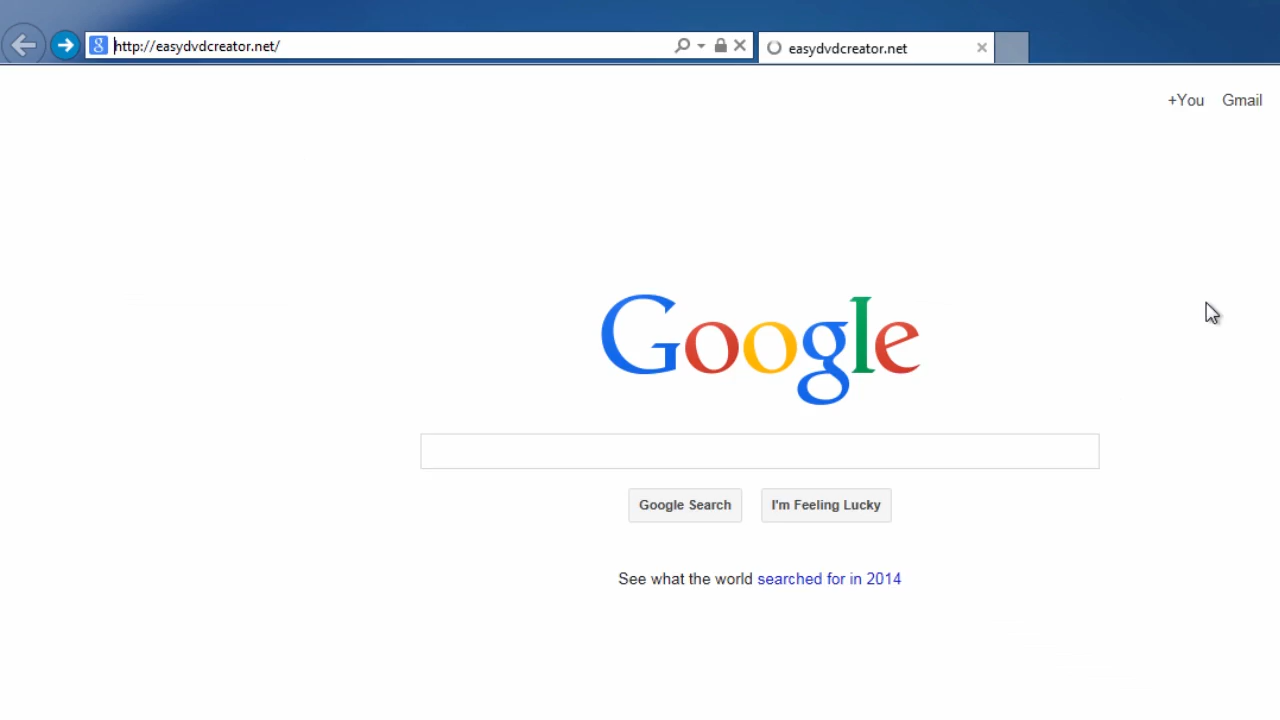 http://easydvdcreator.net/
easydvdcreator.net
+You Gmail
Google
Google Search I'm Feeling Lucky
See what the world searched for in 2014